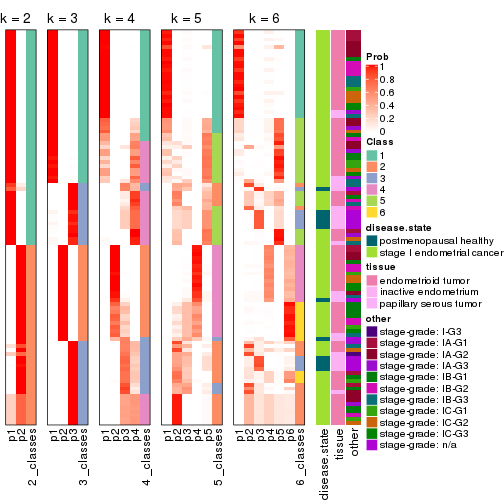 k = 2 k = 3 k = 4 k = 5 k = 6
Prob
1
0.8
0.6
0.4
0.2
0
Class
1
2
3
4
5
6
disease.state
postmenopausal healthy
stage I endometrial cancer
tissue
endometrioid tumor
inactive endometrium
papillary serous tumor
other
stage-grade: I-G3
stage-grade: IA-G1
stage-grade: IA-G2
stage-grade: IA-G3
stage-grade: IB-G1
stage-grade: IB-G2
stage-grade: IB-G3
stage-grade: IC-G1
stage-grade: IC-G2
stage-grade: IC-G3
stage-grade: n/a
p1
p2
2_classes
p1
p2
p3
3_classes
p1
p2
p3
p4
4_classes
p1
p2
p3
p4
p5
5_classes
p1
p2
p3
p4
p5
p6
6_classes
disease.state
tissue
other